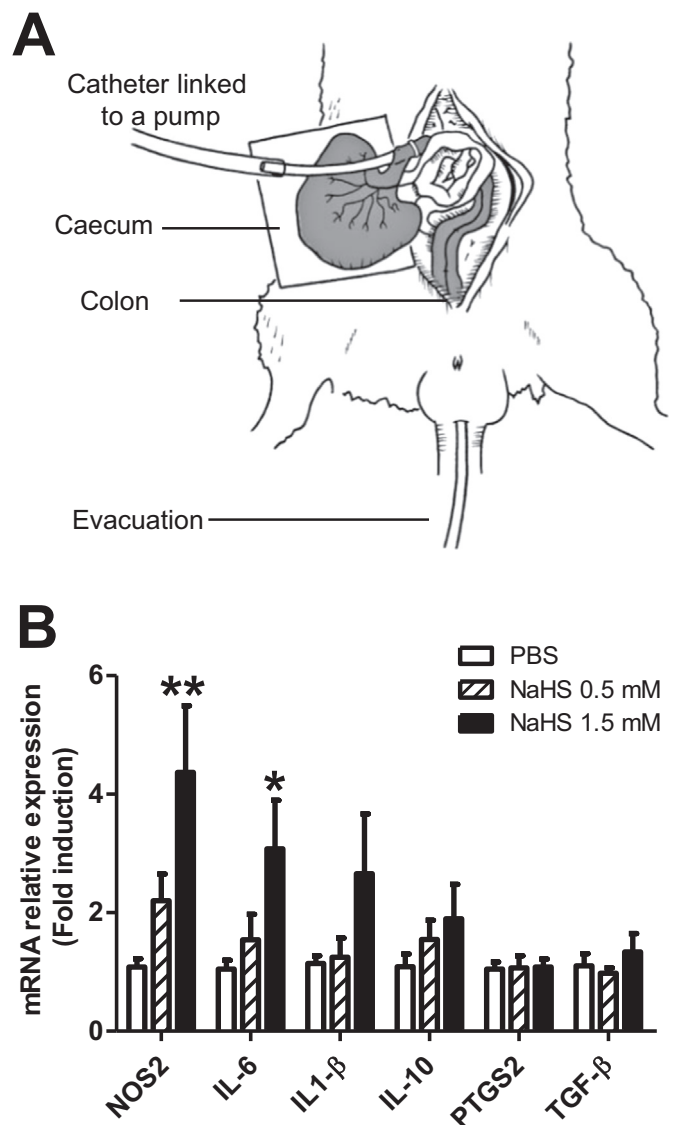 A
Catheter linked
to a pump
Caecum
Colon
Evacuation
B
PBS
NaHS 0.5 mM
NaHS 1.5 mM
mRNA relative expression
(Fold induction)
6
4
2
0
**
*
NOS2
IL-6
IL1-β
IL-10
PTGS2
TGF-β